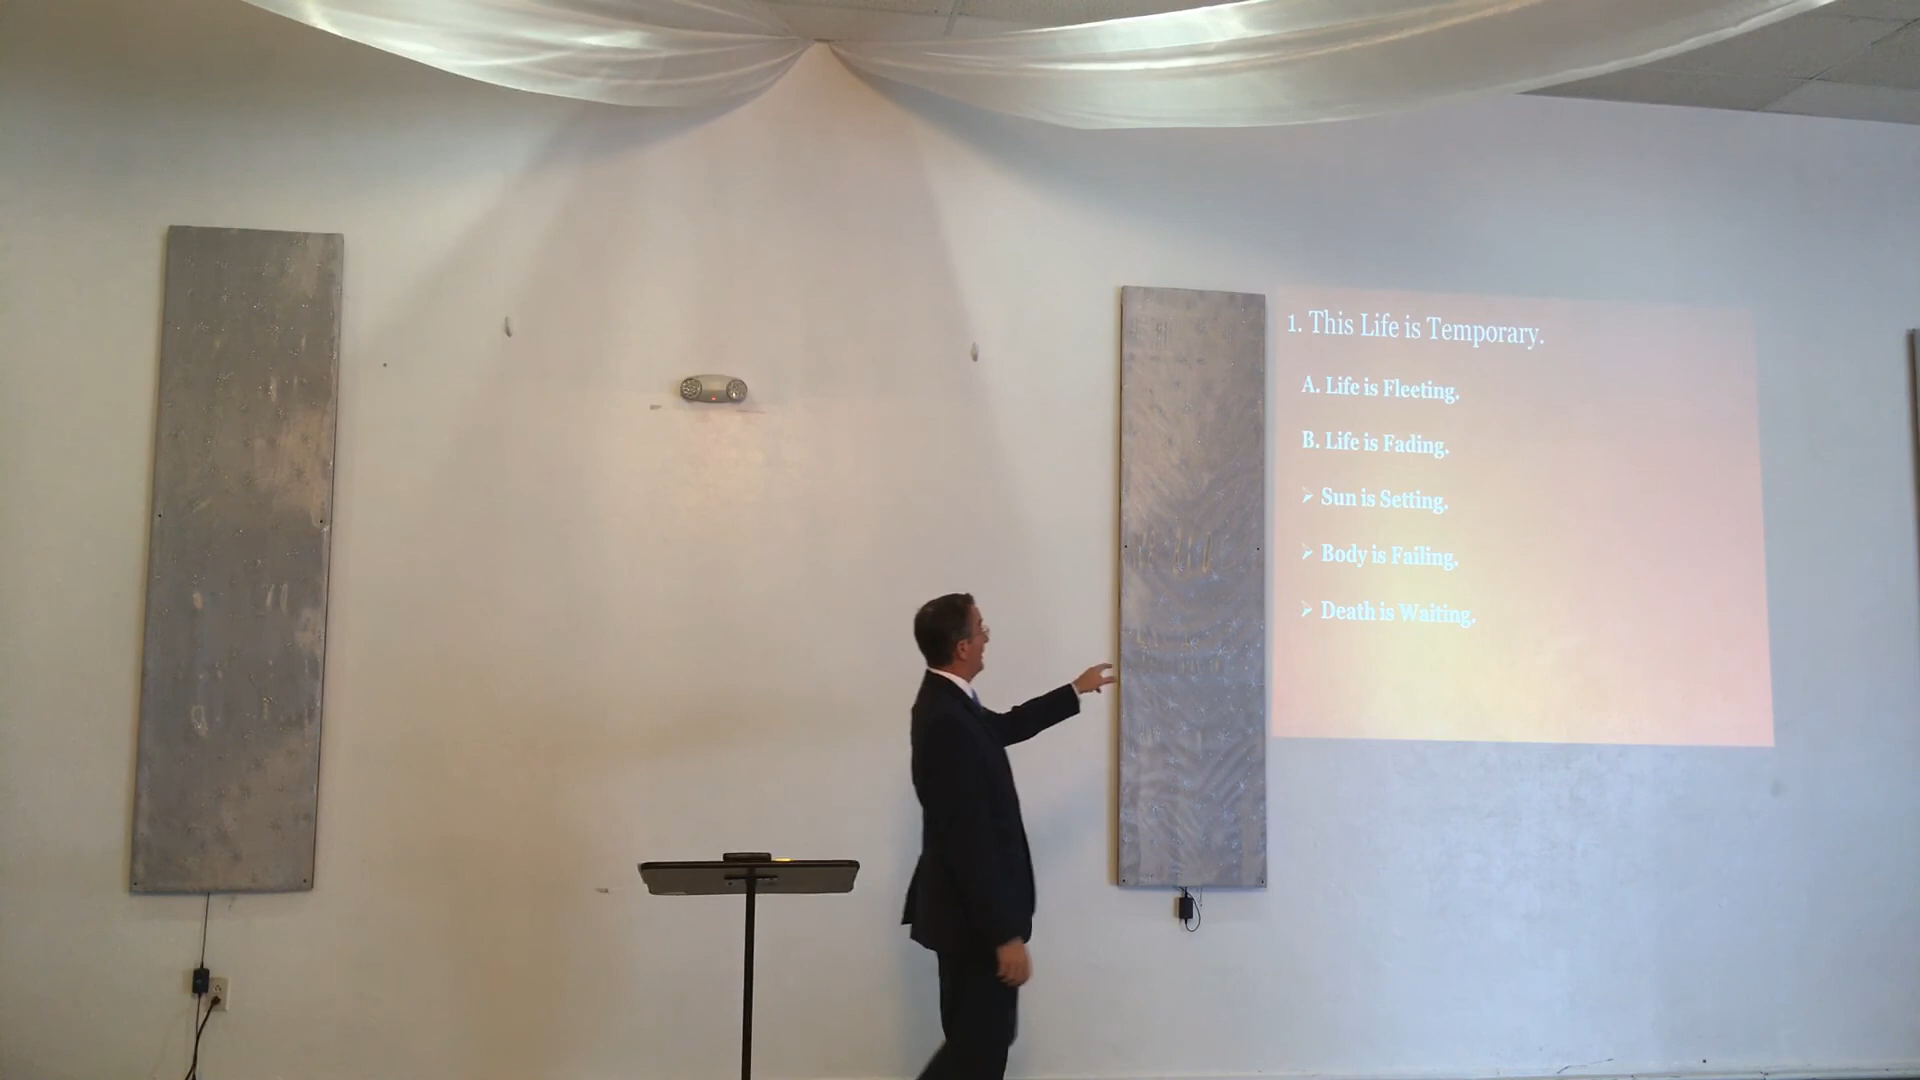 1. This Life is Temporary.
A. Life is Fleeting.
B. Life is Fading.
➢ Sun is Setting.
➢ Body is Failing.
➢ Death is Waiting.